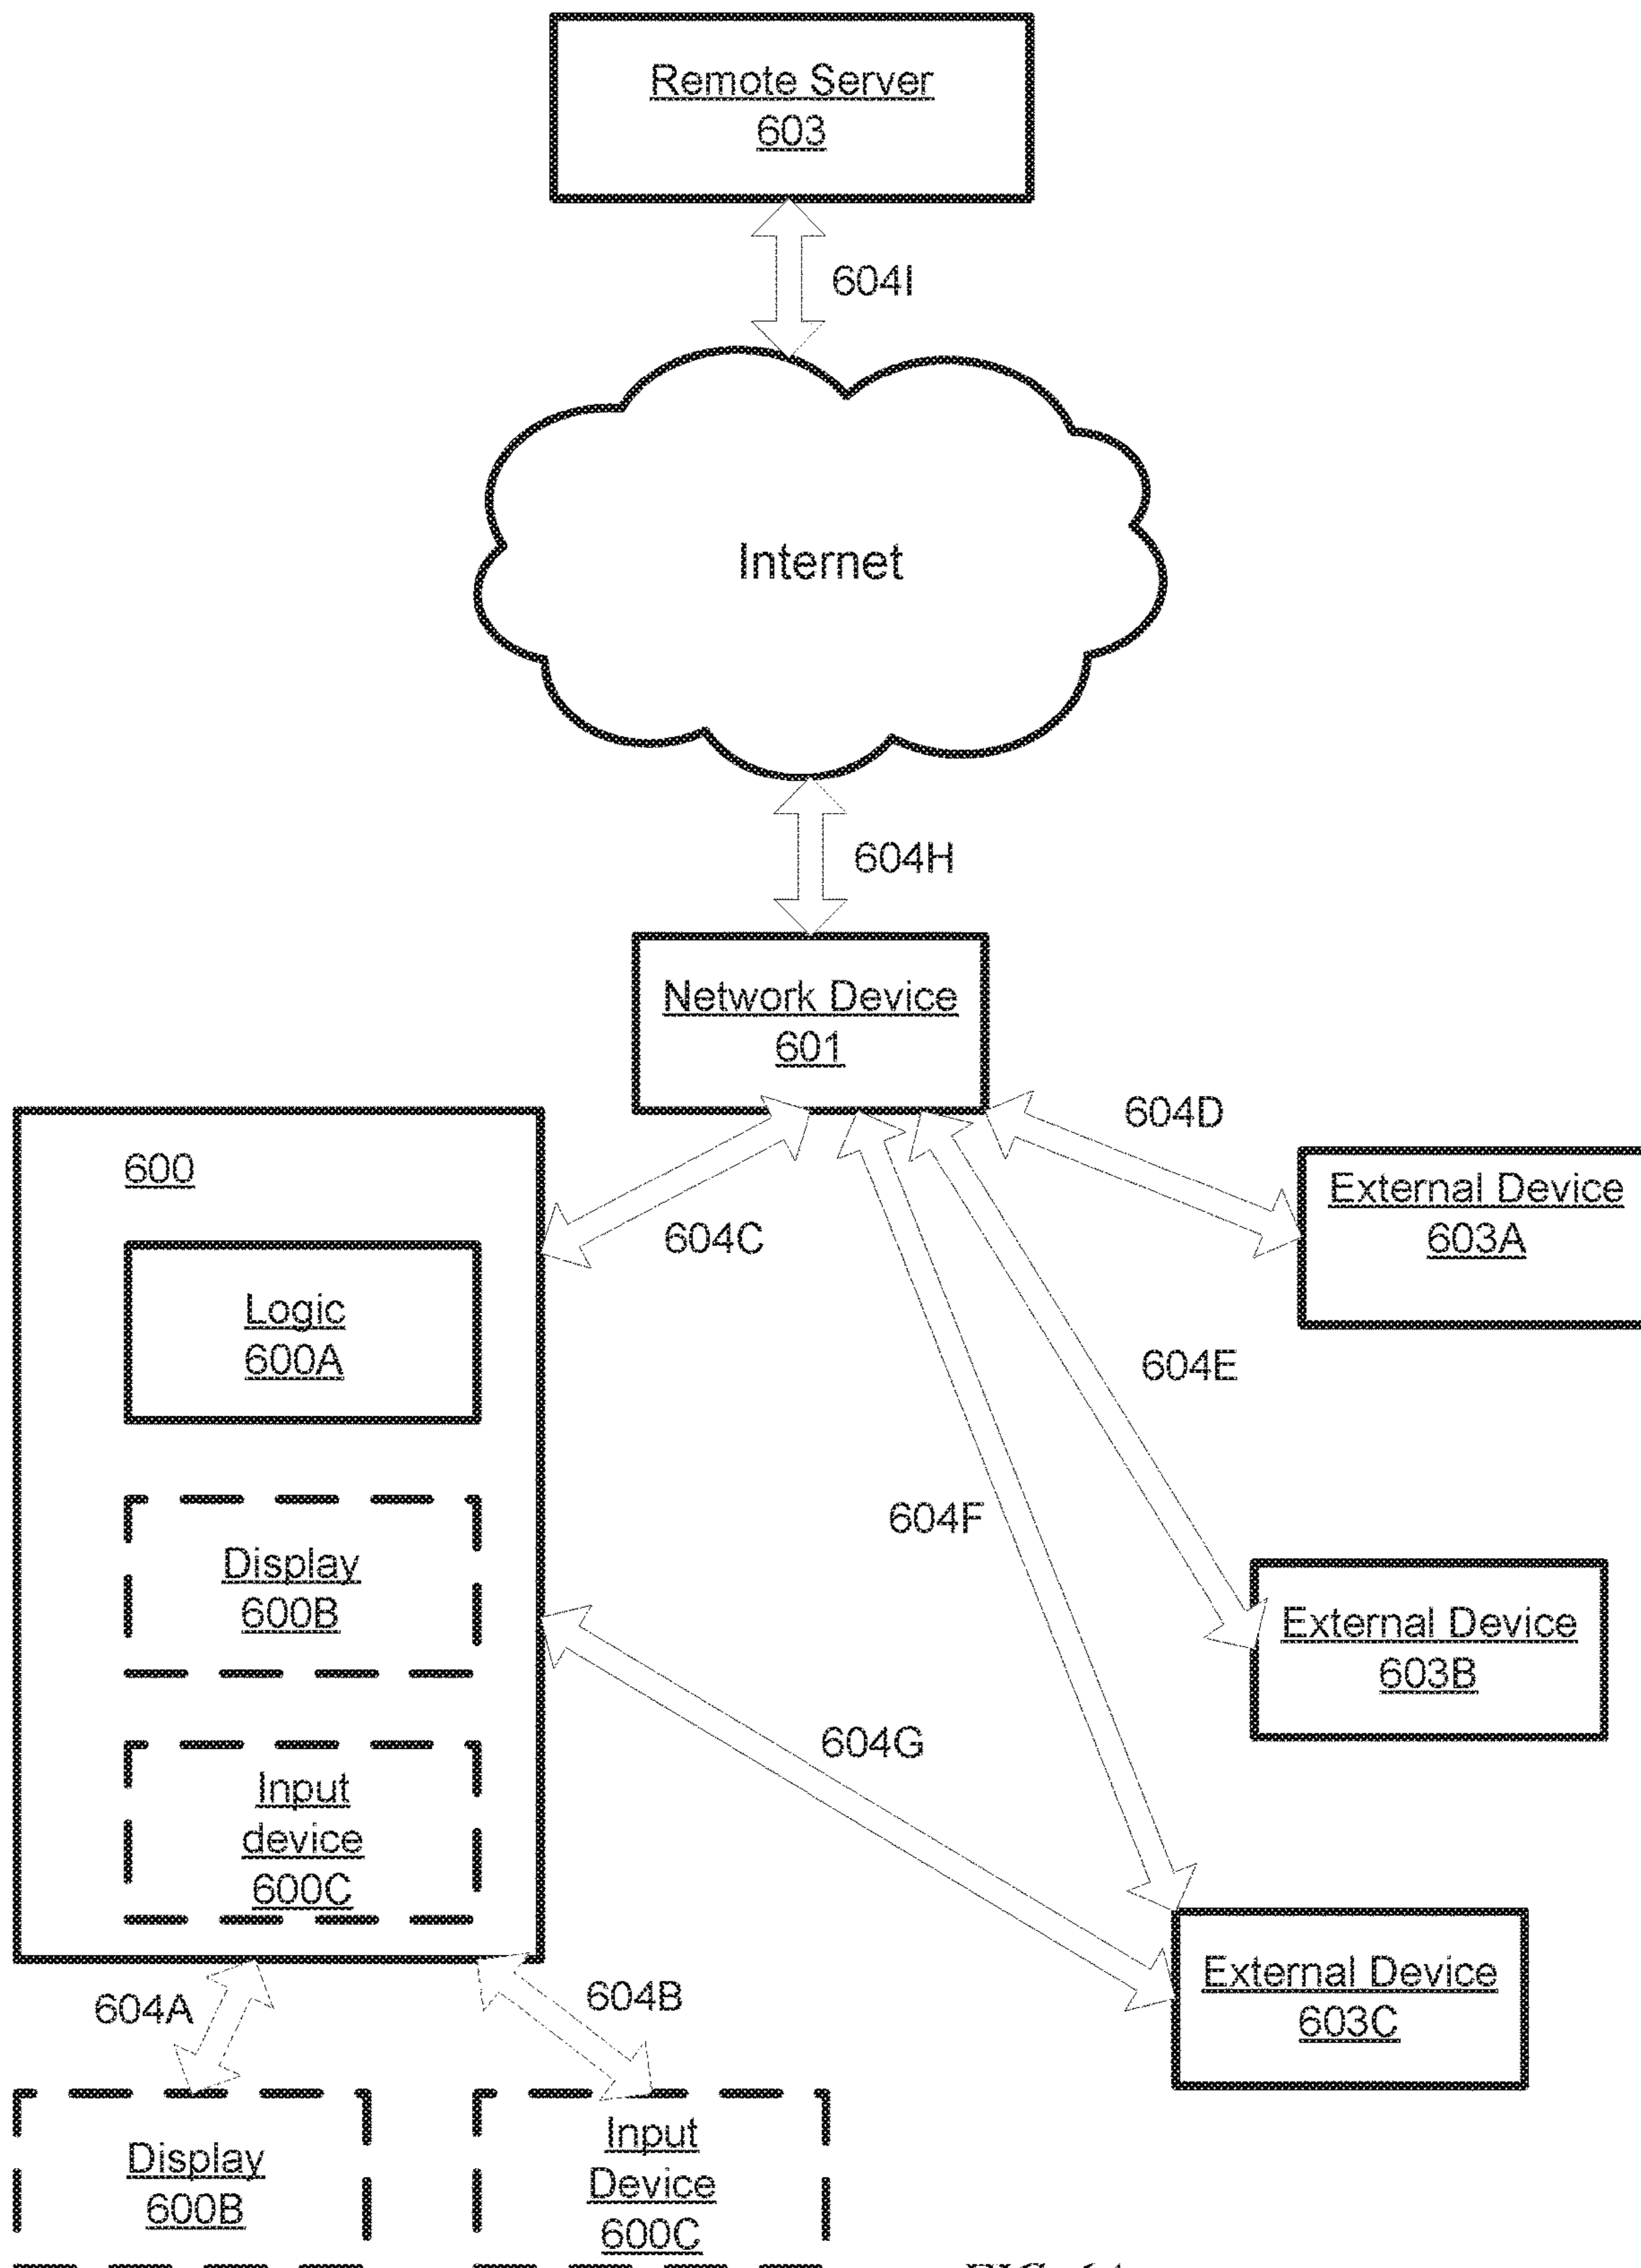 Remote Server
603
604I
Internet
604H
Network Device
601
604D
600
External Device
603A
604C
Logic
600A
604E
604F
Display
600B
External Device
603B
604G
Input
device
600C
External Device
603C
604A
604B
Display
600B
Input
Device
600C